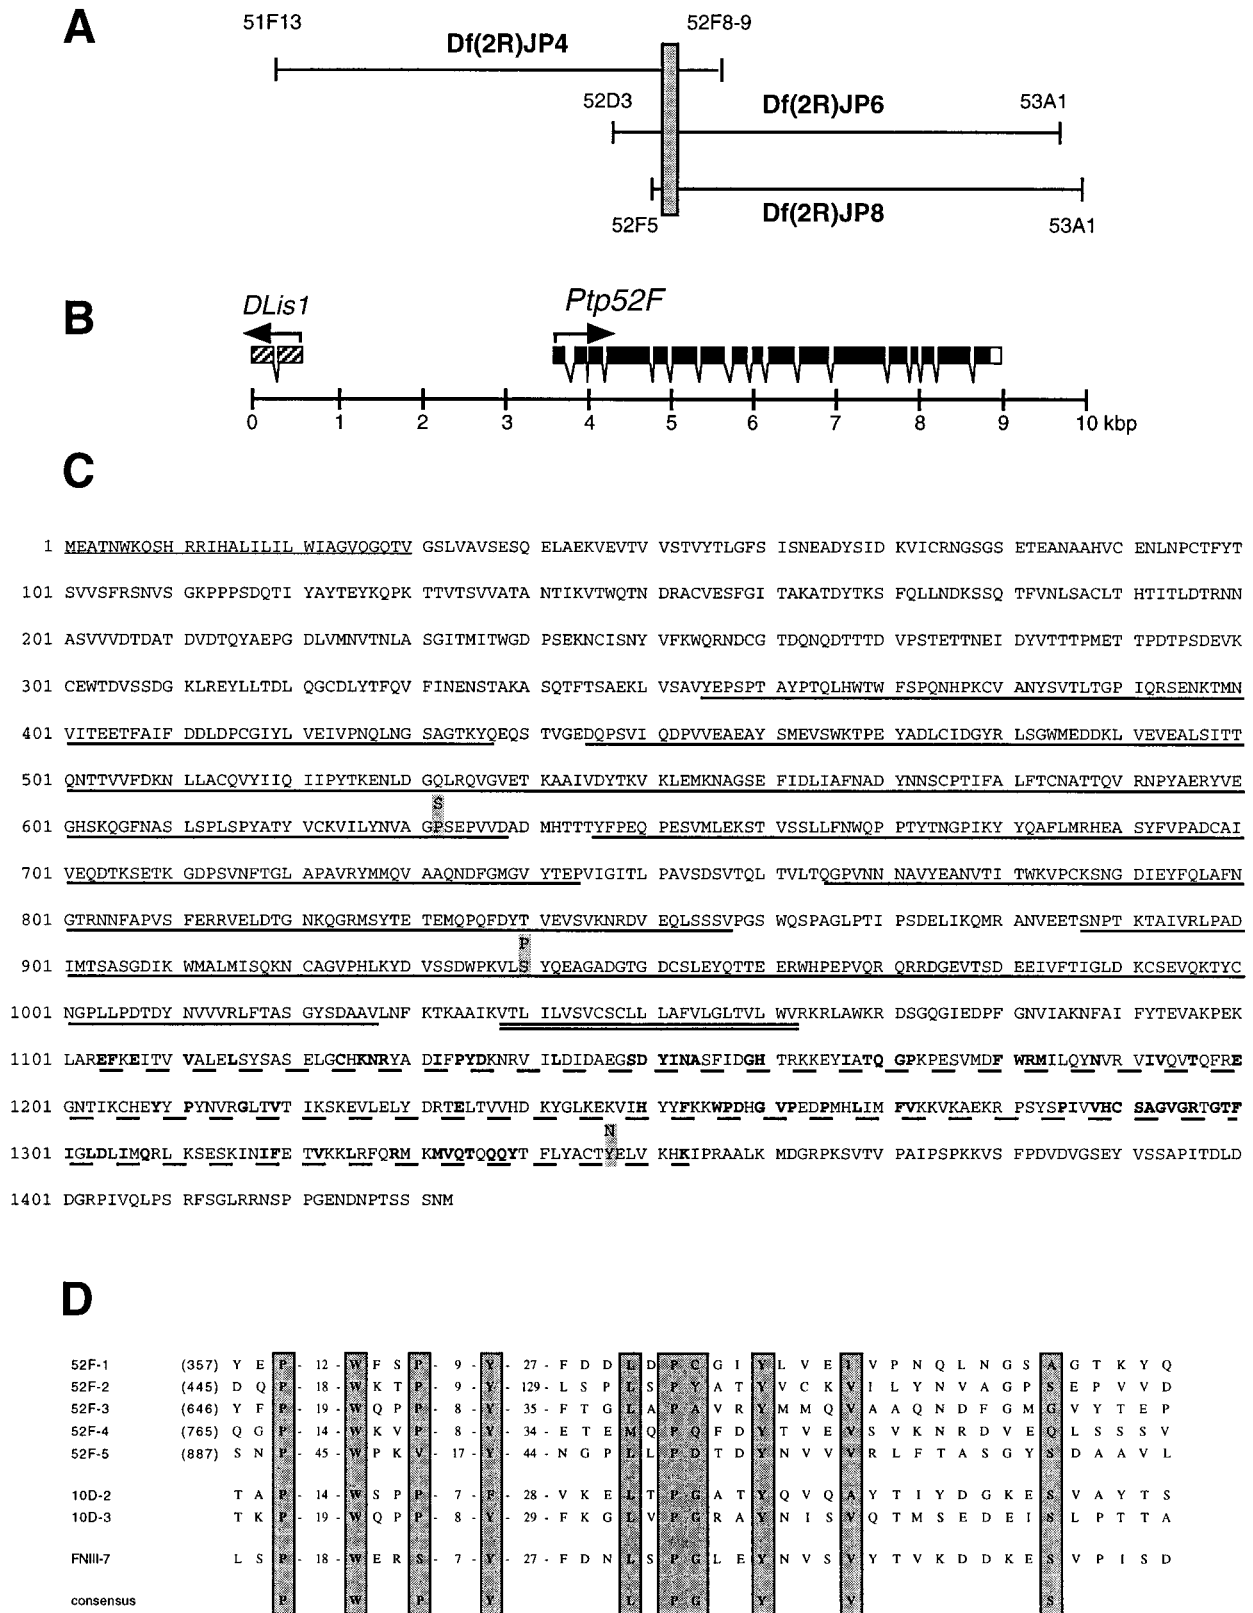 A
51F13
52F8-9
Df(2R)JP4
52D3
Df(2R)JP6
53A1
52F5
Df(2R)JP8
53A1
B
DLis1
Ptp52F
0 1 2 3 4 5 6 7 8 9 10 kbp
C
1 MEATNWKQSH RRIHALILIL WIAGVQGQTV GSLVAVSESQ ELAEKVEVTV VSTVYTLGFS ISNEADYSID KVICRNGSGS ETEANAAHVC ENLNPCTFYT
101 SVVSFRSNVS GKPPPSDQTI YAYTEYKQPK TTVTSVVATA NTIKVTWQTN DRACVESFGI TAKATDYTKS FQLLNDKSSQ TFVNLSACLT HTITLDTRNN
201 ASVVVDTDAT DVDTQYAEPG DLVMNVTNLA SGITMITWGD PSEKNCISNY VFKWQRNDCG TDQNQDTTTD VPSTETTNEI DYVTTTPMET TPDTPSDEVK
301 CEWTDVSSDG KLREYLLTDL QGCDLYTFQV FINENSTAKA SQTFTSAEKL VSAVYEPSPT AYPTQLHWTW FSPQNHPKCV ANYSVTLTGP IQRSENKTMN
401 VITEETFAIF DDLDPCGIYL VEIVPNQLNG SAGTKYQEQS TVGEDQPSVI QDPVVEAEAY SMEVSWKTPE YADLCIDGYR LSGWMEDDKL VEVEALSITT
501 QNTTVVFDKN LLACQVYIIQ IIPYTKENLD GQLRQVGVET KAAIVDYTKV KLEMKNAGSE FIDLIAFNAD YNNSCPTIFA LFTCNATTQV RNPYAERYVE
S
601 GHSKQGFNAS LSPLSPYATY VCKVILYNVA GPSEPVVDAD MHTTTYFPEQ PESVMLEKST VSSLLFNWQP PTYTNGPIKY YQAFLMRHEA SYFVPADCAI
701 VEQDTKSETK GDPSVNFTGL APAVRYMMQV AAQNDFGMGV YTEPVIGITL PAVSDSVTQL TVLTQGPVNN NAVYEANVTI TWKVPCKSNG DIEYFQLAFN
801 GTRNNFAPVS FERRVELDTG NKQGRMSYTE TEMQPQFDYT VEVSVKNRDV EQLSSSVPGS WQSPAGLPTI PSDELIKQMR ANVEETSNPT KTAIVRLPAD
P
901 IMTSASGDIK WMALMISQKN CAGVPHLKYD VSSDWPKVLS YQEAGADGTG DCSLEYQTTE ERWHPEPVQR QRRDGEVTSD EEIVFTIGLD KCSEVQKTYC
1001 NGPLLPDTDY NVVVRLFTAS GYSDAAVLNF KTKAAIKVTL ILVSVCSCLL LAFVLGLTVL WVRKRLAWKR DSGQGIEDPF GNVIAKNFAI FYTEVAKPEK
1101 LAREFKEITV VALELSYSAS ELGCHKNRYA DIFPYDKNRV ILDIDAEGSD YINASFIDGH TRKKEYIATQ GPKPESVMDF WRMILQYNVR VIVQVTQFRE
1201 GNTIKCHEYY PYNVRGLTVT IKSKEVLELY DRTELTVVHD KYGLKEKVIH YYFKKWPDHG VPEDPMHLIM FVKKVKAEKR PSYSPIVVHC SAGVGRTGTF
N
1301 IGLDLIMQRL KSESKINIFE TVKKLRFQRM KMVQTQQQYT FLYACTYELV KHKIPRAALK MDGRPKSVTV PAIPSPKKVS FPDVDVGSEY VSSAPITDLD
1401 DGRPIVQLPS RFSGLRRNSP PGENDNPTSS SNM
D
52F-1 (357) Y E P - 12 - W F S P - 9 - Y - 27 - F D D L D P C G I Y L V E I V P N Q L N G S A G T K Y Q
52F-2 (445) D Q P - 18 - W K T P - 9 - Y - 129 - L S P L S P Y A T Y V C K V I L Y N V A G P S E P V V D
52F-3 (646) Y F P - 19 - W Q P P - 8 - Y - 35 - F T G L A P A V R Y M M Q V A A Q N D F G M G V Y T E P
52F-4 (765) Q G P - 14 - W K V P - 8 - Y - 34 - E T E M Q P Q F D Y T V E V S V K N R D V E Q L S S S V
52F-5 (887) S N P - 45 - W P K V - 17 - Y - 44 - N G P L L P D T D Y N V V V R L F T A S G Y S D A A V L
10D-2 T A P - 14 - W S P P - 7 - F - 28 - V K E L T P G A T Y Q V Q A Y T I Y D G K E S V A Y T S
10D-3 T K P - 19 - W Q P P - 8 - Y - 29 - F K G L V P G R A Y N I S V Q T M S E D E I S L P T T A
FNIII-7 L S P - 18 - W E R S - 7 - Y - 27 - F D N L S P G L E Y N V S V Y T V K D D K E S V P I S D
consensus P W P Y L P G Y V S